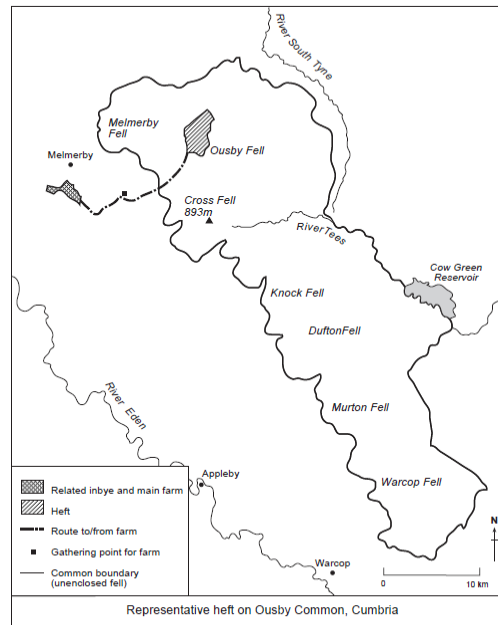 River South Tyne
Melmerby
Fell
Melmerby
Ousby Fell
Cross Fell
893m
RiverTees
Cow Green
Reservoir
Knock Fell
DuftonFell
River Eden
Murton Fell
Appleby
Warcop Fell
Related inbye and main farm
Heft
Route to/from farm
Gathering point for farm
Common boundary
(unenclosed fell)
Warcop
N
0 10 km
Representative heft on Ousby Common, Cumbria